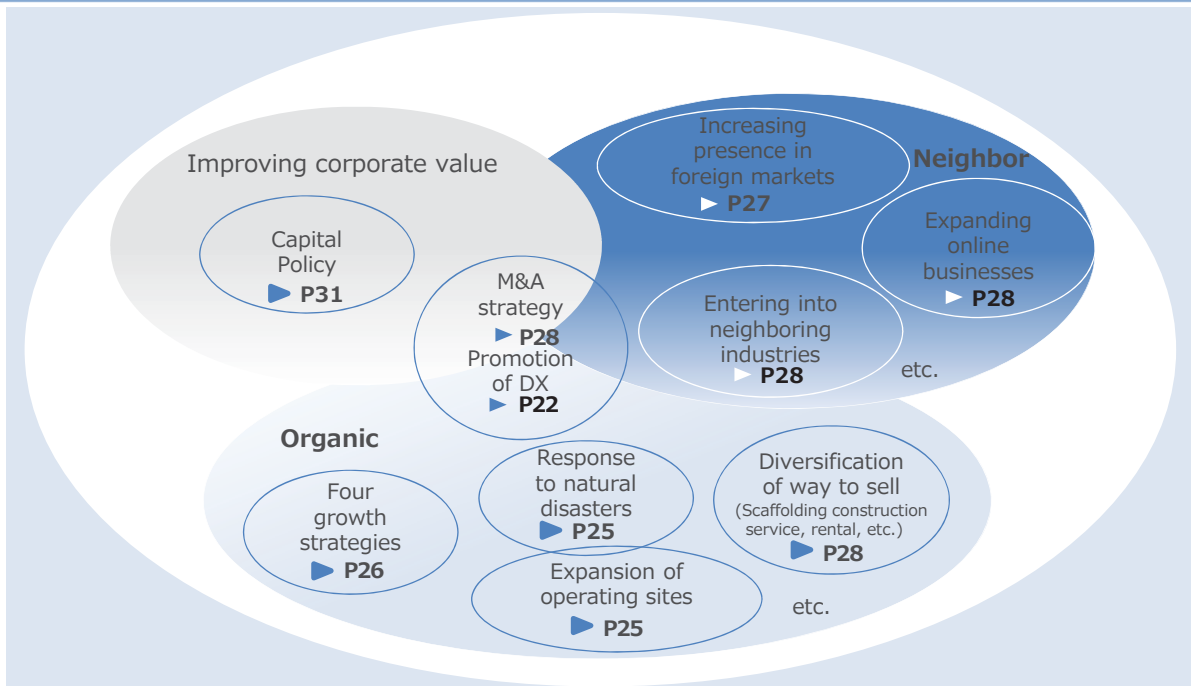 Improving corporate value
Capital
Policy
► P31
M&A
strategy
► P28
Promotion
of DX
► P22
Increasing
presence in
foreign markets
► P27
Neighbor
Expanding
online
businesses
► P28
Entering into
neighboring
industries
► P28
etc.
Organic
Four
growth
strategies
► P26
Response
to natural
disasters
► P25
Diversification
of way to sell
(Scaffolding construction
service, rental, etc.)
► P28
Expansion of
operating sites
► P25
etc.